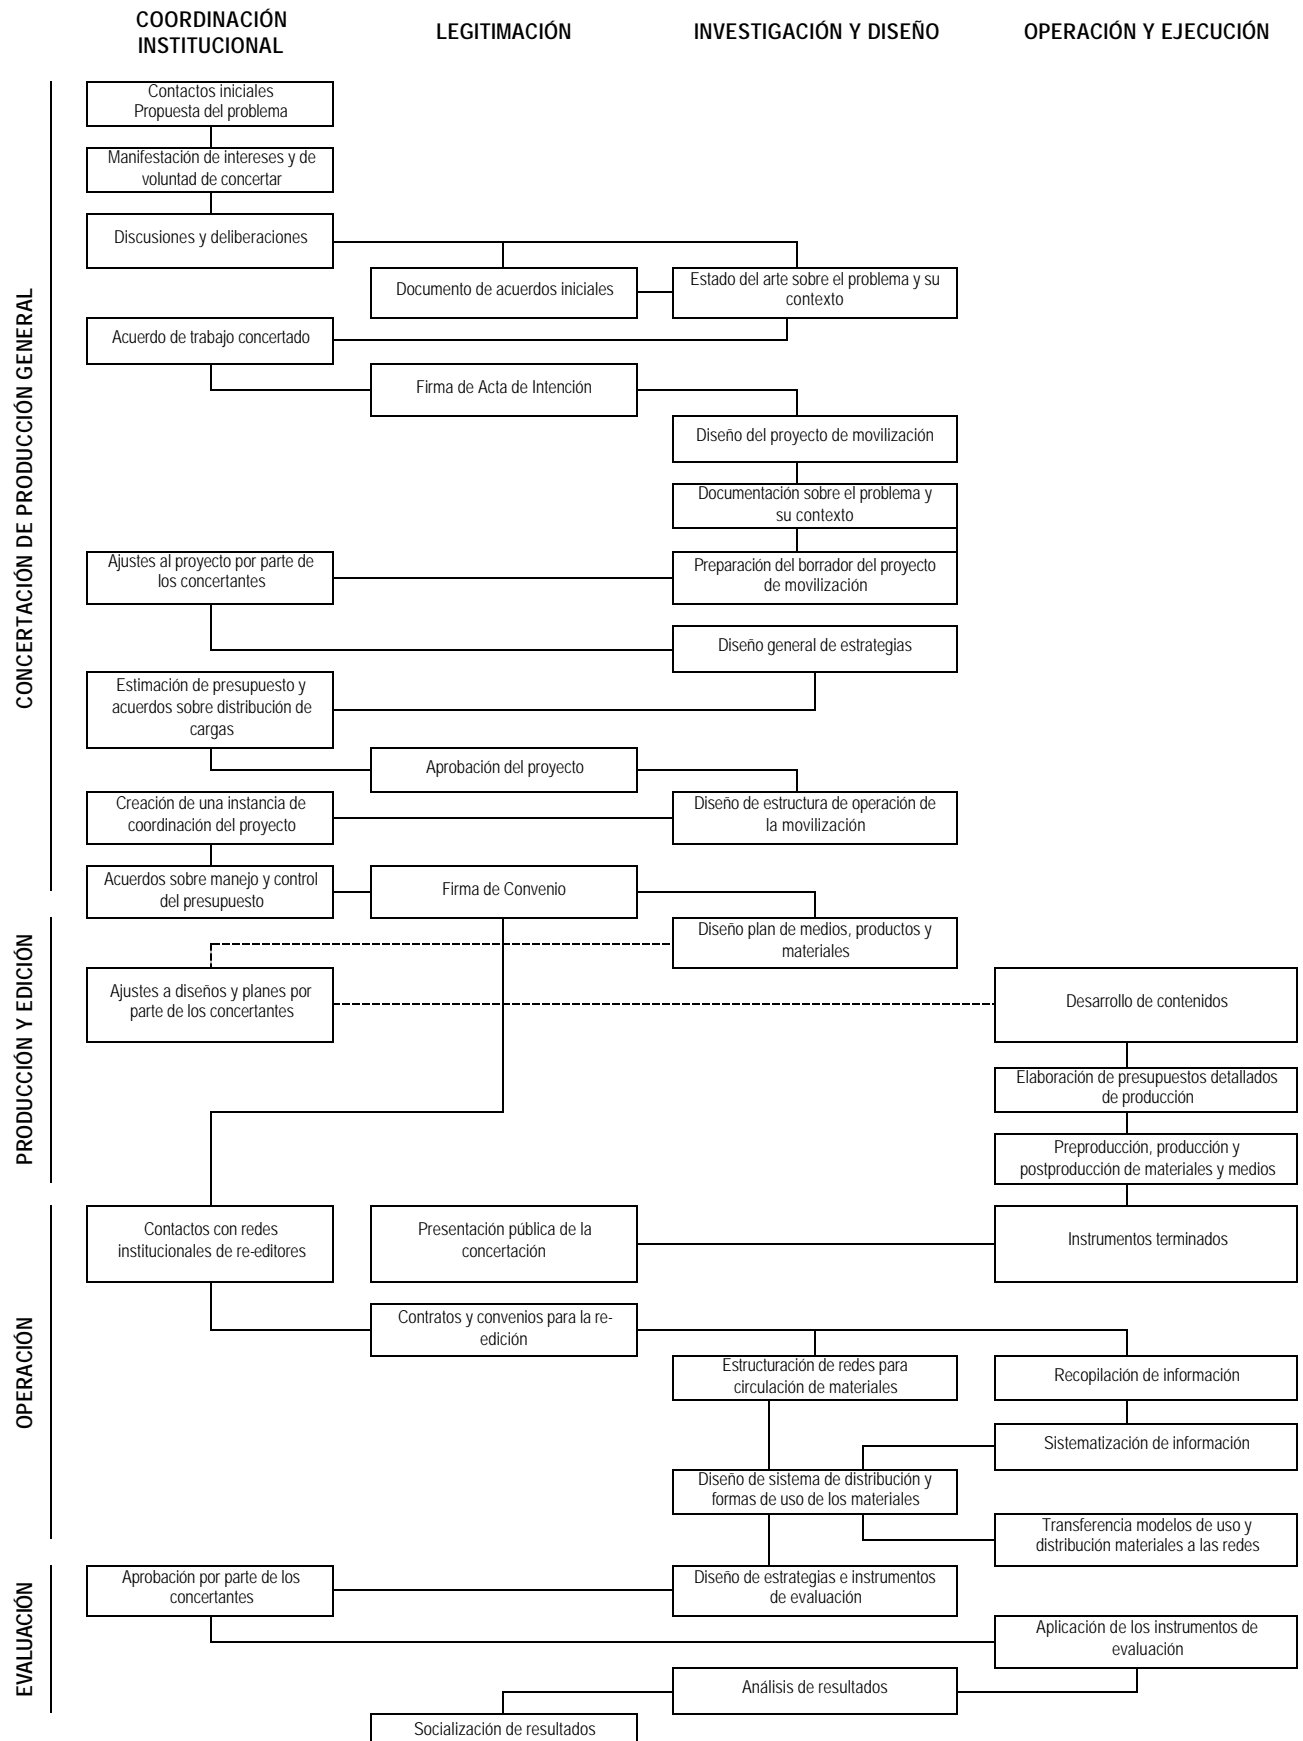 COORDINACIÓN
INSTITUCIONAL
LEGITIMACIÓN
INVESTIGACIÓN Y DISEÑO
OPERACIÓN Y EJECUCIÓN
CONCERTACIÓN DE PRODUCCIÓN GENERAL
Contactos iniciales
Propuesta del problema
Manifestación de intereses y de
voluntad de concertar
Discusiones y deliberaciones
Documento de acuerdos iniciales
Estado del arte sobre el problema y su
contexto
Acuerdo de trabajo concertado
Firma de Acta de Intención
Diseño del proyecto de movilización
Documentación sobre el problema y
su contexto
Ajustes al proyecto por parte de
los concertantes
Preparación del borrador del proyecto
de movilización
Diseño general de estrategias
Estimación de presupuesto y
acuerdos sobre distribución de
cargas
Aprobación del proyecto
Creación de una instancia de
coordinación del proyecto
Diseño de estructura de operación de
la movilización
Acuerdos sobre manejo y control
del presupuesto
Firma de Convenio
PRODUCCIÓN Y EDICIÓN
Diseño plan de medios, productos y
materiales
Ajustes a diseños y planes por
parte de los concertantes
Desarrollo de contenidos
Elaboración de presupuestos detallados
de producción
Preproducción, producción y
postproducción de materiales y medios
OPERACIÓN
Contactos con redes
institucionales de re-editores
Presentación pública de la
concertación
Instrumentos terminados
Contratos y convenios para la re-
edición
Estructuración de redes para
circulación de materiales
Recopilación de información
Sistematización de información
Diseño de sistema de distribución y
formas de uso de los materiales
Transferencia modelos de uso y
distribución materiales a las redes
EVALUACIÓN
Aprobación por parte de los
concertantes
Diseño de estrategias e instrumentos
de evaluación
Aplicación de los instrumentos de
evaluación
Análisis de resultados
Socialización de resultados